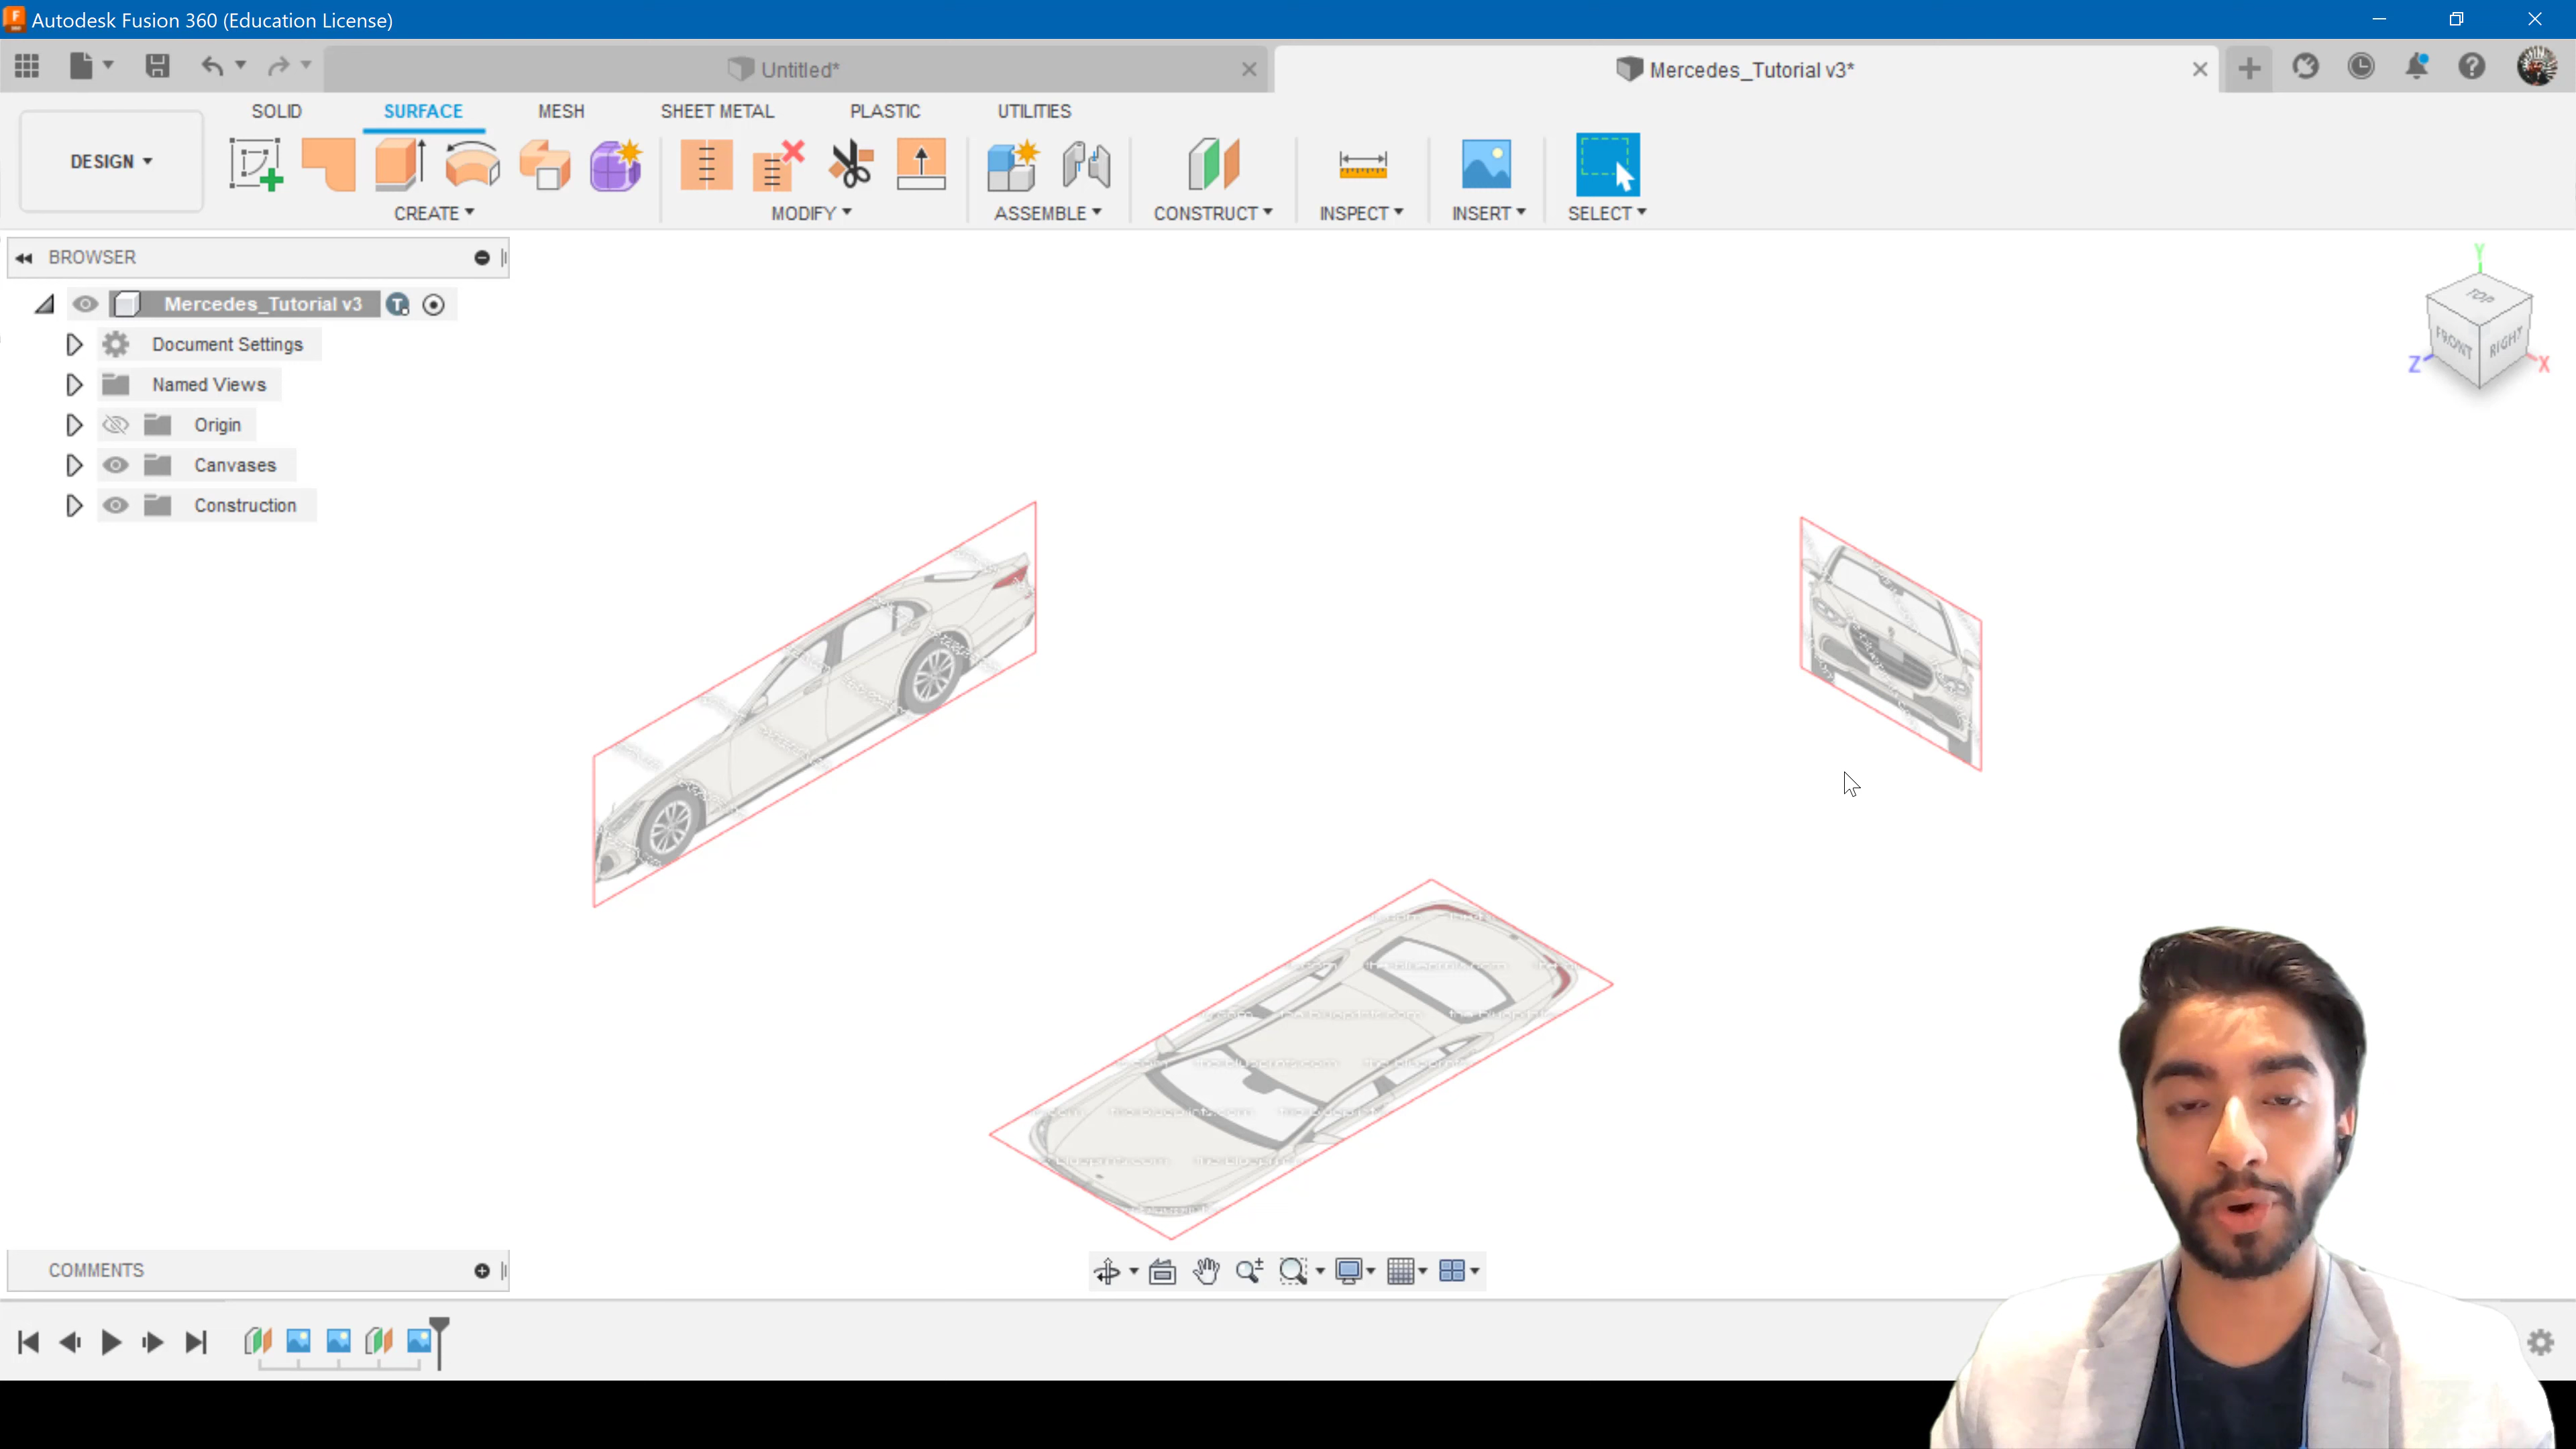 Autodesk Fusion 360 (Education License)
Untitled*
Mercedes_Tutorial v3*
SOLID
SURFACE
MESH
SHEET METAL
PLASTIC
UTILITIES
DESIGN
CREATE
MODIFY
ASSEMBLE
CONSTRUCT
INSPECT
INSERT
SELECT
BROWSER
Mercedes_Tutorial v3
Document Settings
Named Views
Origin
Canvases
Construction
Y
TOP
FRONT
RIGHT
Z
X
COMMENTS